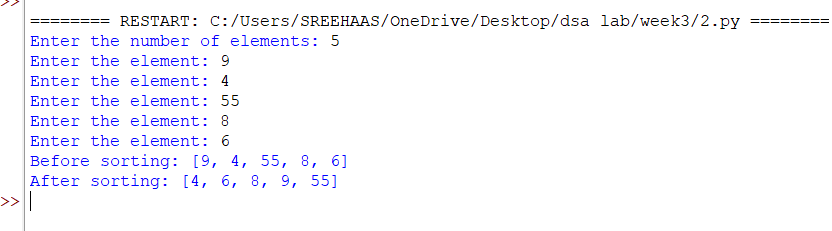 >>
======== RESTART: C:/Users/SREEHAAS/OneDrive/Desktop/dsa lab/week3/2.py ========
Enter the number of elements: 5
Enter the element: 9
Enter the element: 4
Enter the element: 55
Enter the element: 8
Enter the element: 6
Before sorting: [9, 4, 55, 8, 6]
After sorting: [4, 6, 8, 9, 55]
>>